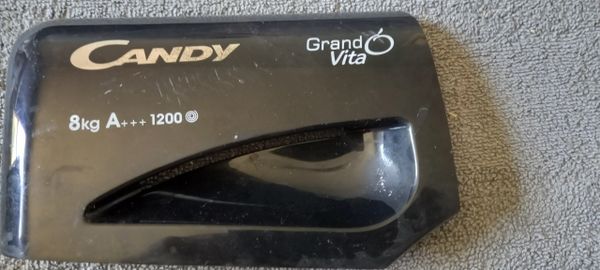 CANDY
Grand
Vita
8kg A+++ 1200